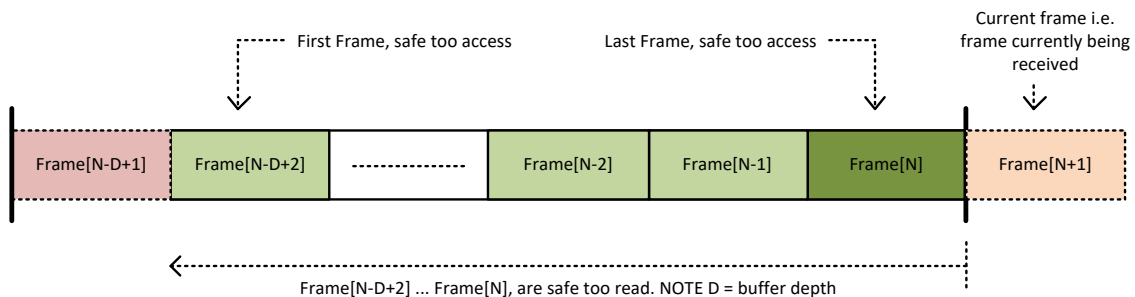 First Frame, safe too access
Last Frame, safe too access
Current frame i.e.
frame currently being
received
Frame[N-D+1]
Frame[N-D+2]
Frame[N-2]
Frame[N-1]
Frame[N]
Frame[N+1]
Frame[N-D+2] ... Frame[N], are safe too read. NOTE D = buffer depth